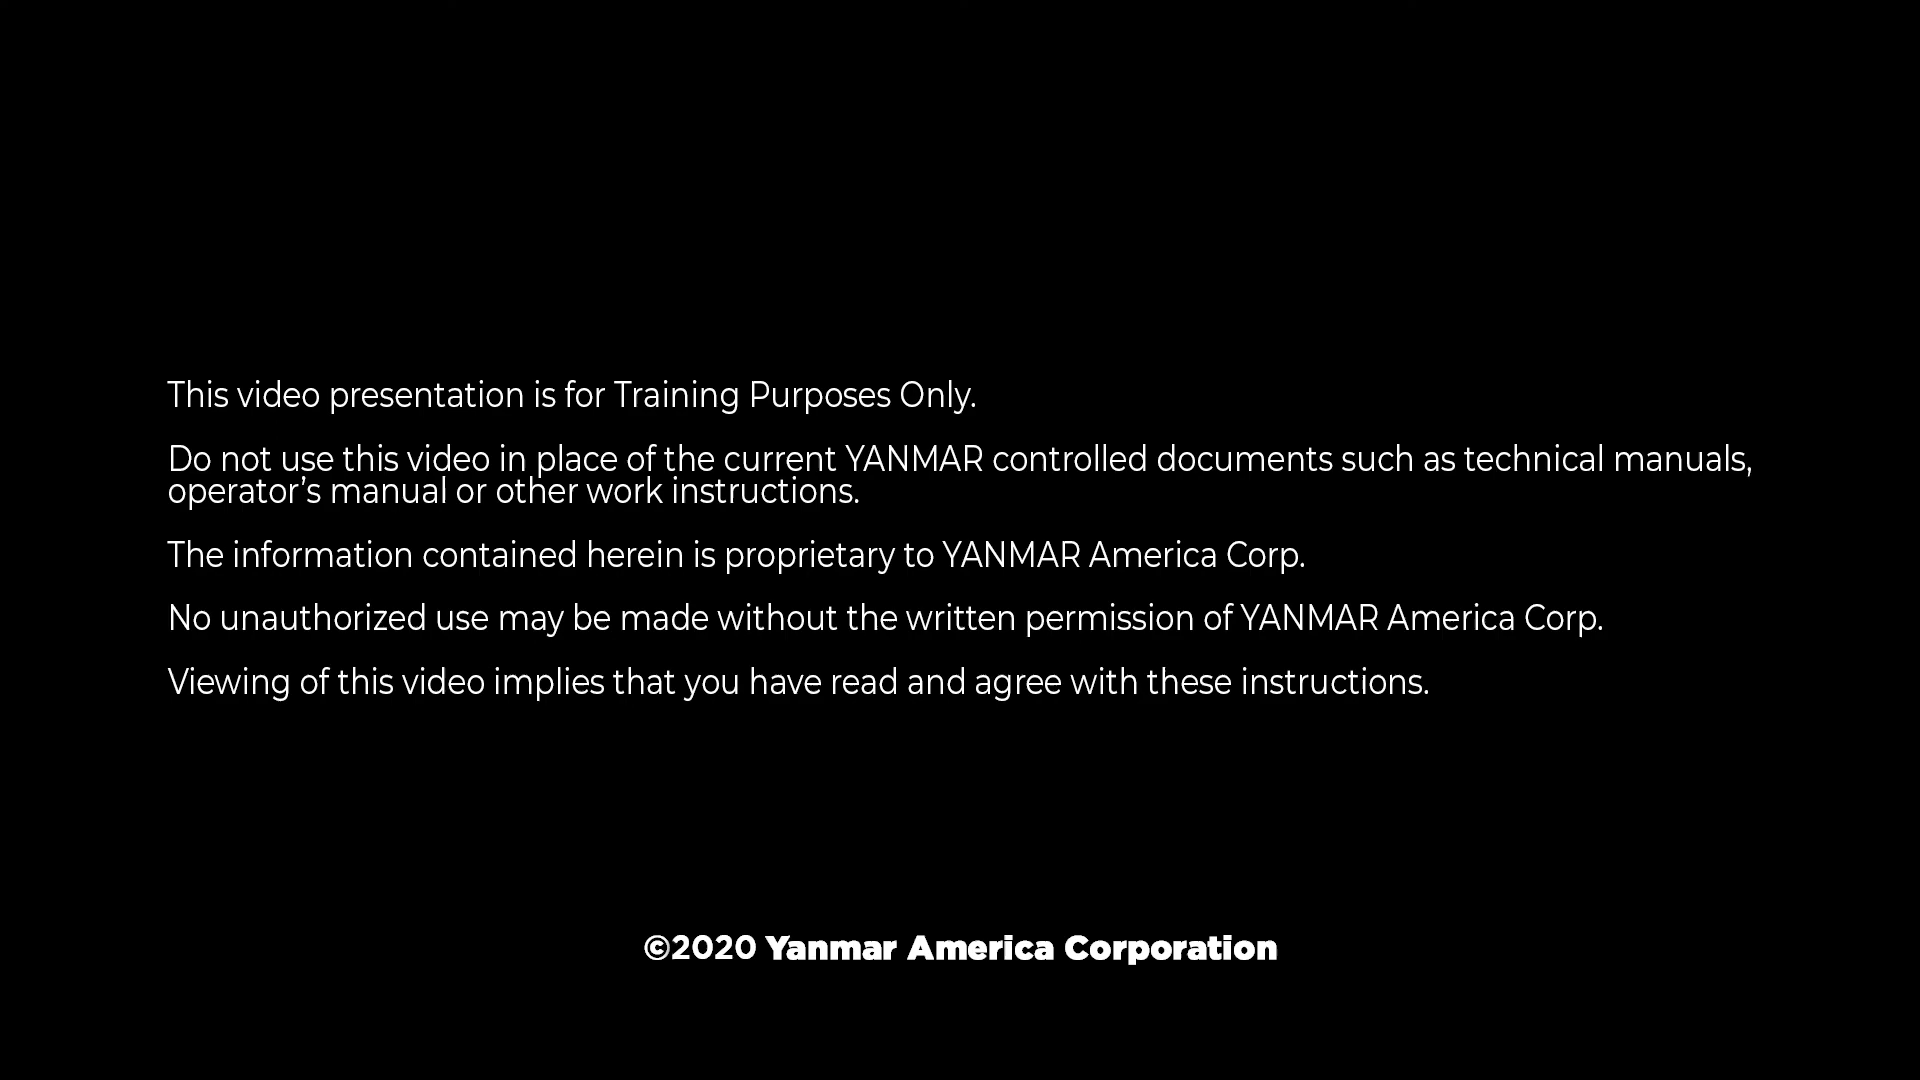 This video presentation is for Training Purposes Only.
Do not use this video in place of the current YANMAR controlled documents such as technical manuals,
operator’s manual or other work instructions.
The information contained herein is proprietary to YANMAR America Corp.
No unauthorized use may be made without the written permission of YANMAR America Corp.
Viewing of this video implies that you have read and agree with these instructions.
©2020 Yanmar America Corporation